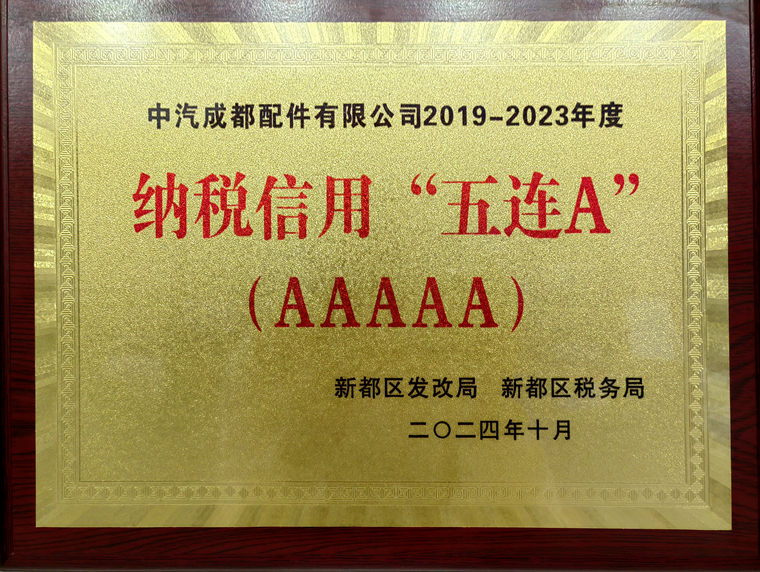 中汽成都配件有限公司2019-2023年度
纳税信用“五连A”
(AAAAA)
新都区发改局 新都区税务局
二〇二四年十月